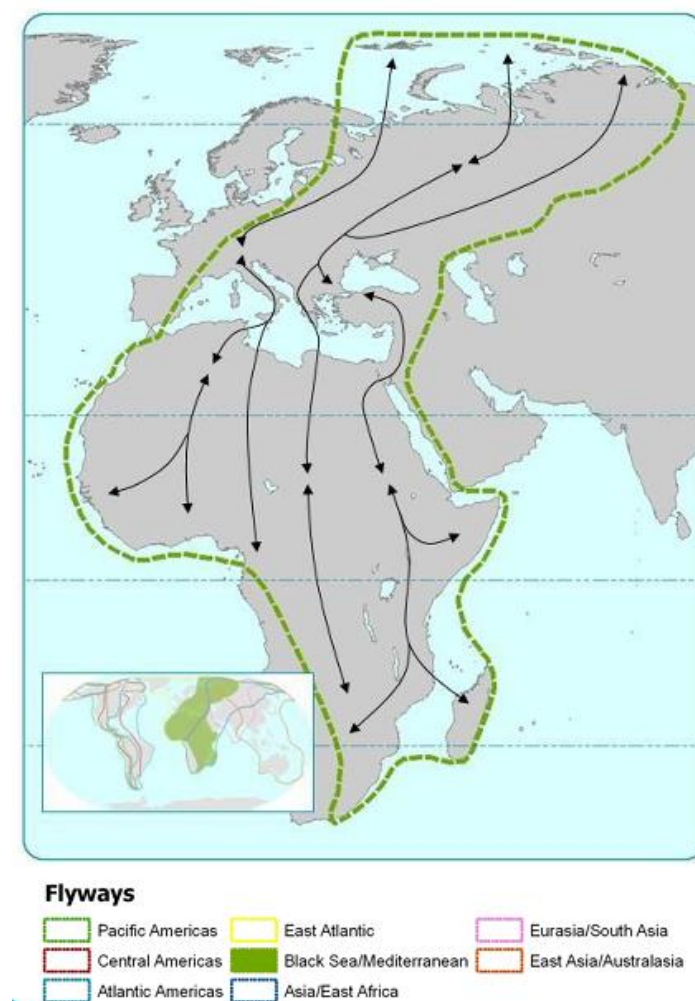 Flyways
Pacific Americas East Atlantic Eurasia/South Asia
Central Americas Black Sea/Mediterranean East Asia/Australasia
Atlantic Americas Asia/East Africa